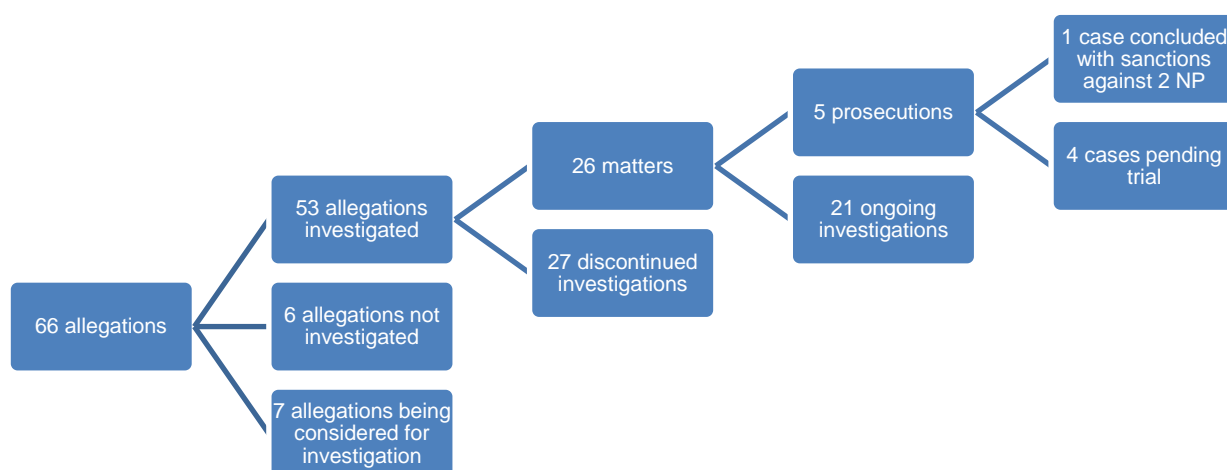 66 allegations
53 allegations
investigated
6 allegations not
investigated
7 allegations being
considered for
investigation
26 matters
27 discontinued
investigations
5 prosecutions
21 ongoing
investigations
1 case concluded
with sanctions
against 2 NP
4 cases pending
trial